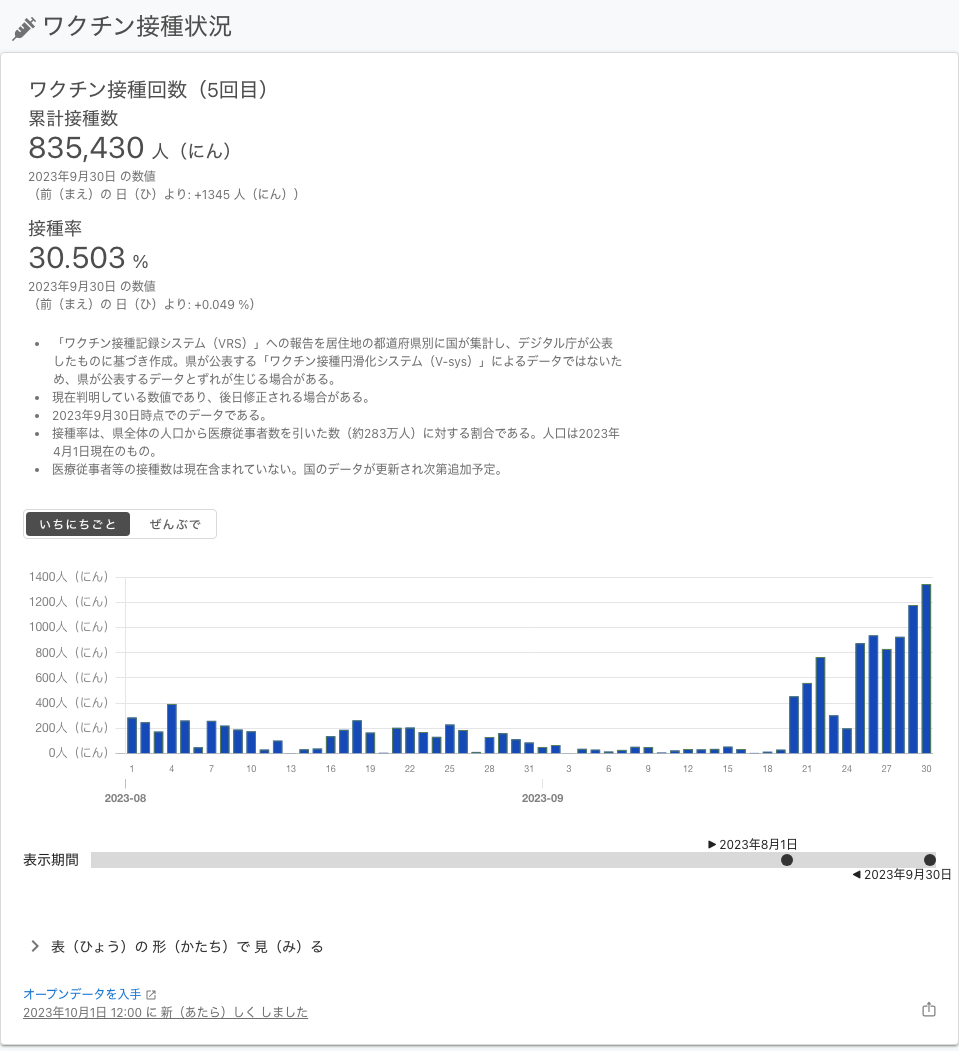 ワクチン接種状況
ワクチン接種回数（5回目）
累計接種数
835,430 人（にん）
2023年9月30日 の数値
（前（まえ）の 日（ひ）より: +1345 人（にん））
接種率
30.503 %
2023年9月30日 の数値
（前（まえ）の 日（ひ）より: +0.049 %）
• 「ワクチン接種記録システム（VRS）」への報告を居住地の都道府県別に国が集計し、デジタル庁が公表
したものに基づき作成。県が公表する「ワクチン接種円滑化システム（V-sys）」によるデータではないた
め、県が公表するデータとずれが生じる場合がある。
• 現在判明している数値であり、後日修正される場合がある。
• 2023年9月30日時点でのデータである。
• 接種率は、県全体の人口から医療従事者数を引いた数（約283万人）に対する割合である。人口は2023年
4月1日現在のもの。
• 医療従事者等の接種数は現在含まれていない。国のデータが更新され次第追加予定。
いちにちごと ぜんぶで
1400人（にん）
1200人（にん）
1000人（にん）
800人（にん）
600人（にん）
400人（にん）
200人（にん）
0人（にん）
1 4 7 10 13 16 19 22 25 28 31 3 6 9 12 15 18 21 24 27 30
2023-08 2023-09
▶ 2023年8月1日
表示期間
◀ 2023年9月30日
表（ひょう）の 形（かたち）で 見（み）る
オープンデータを入手
2023年10月1日 12:00 に 新（あたら）しく しました